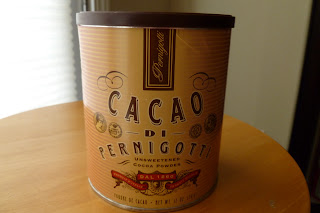 Pernigotti
CACAO
DI
PERNIGOTTI
UNSWEETENED
COCOA POWDER
DAL 1860